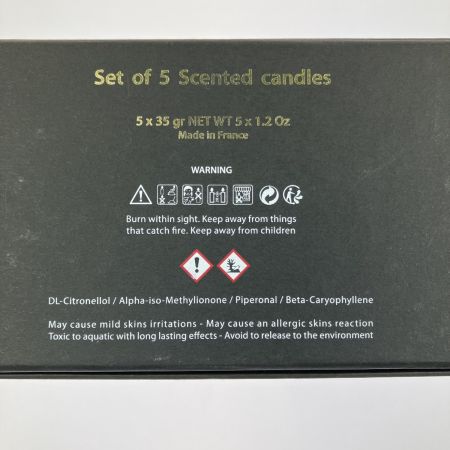 Set of 5 Scented candles
5 x 35 gr NET WT 5 x 1.2 Oz
Made in France
WARNING
Burn within sight. Keep away from things
that catch fire. Keep away from children
DL-Citronellol / Alpha-iso-Methylionone / Piperonal / Beta-Caryophyllene
May cause mild skins irritations - May cause an allergic skins reaction
Toxic to aquatic with long lasting effects - Avoid to release to the environment